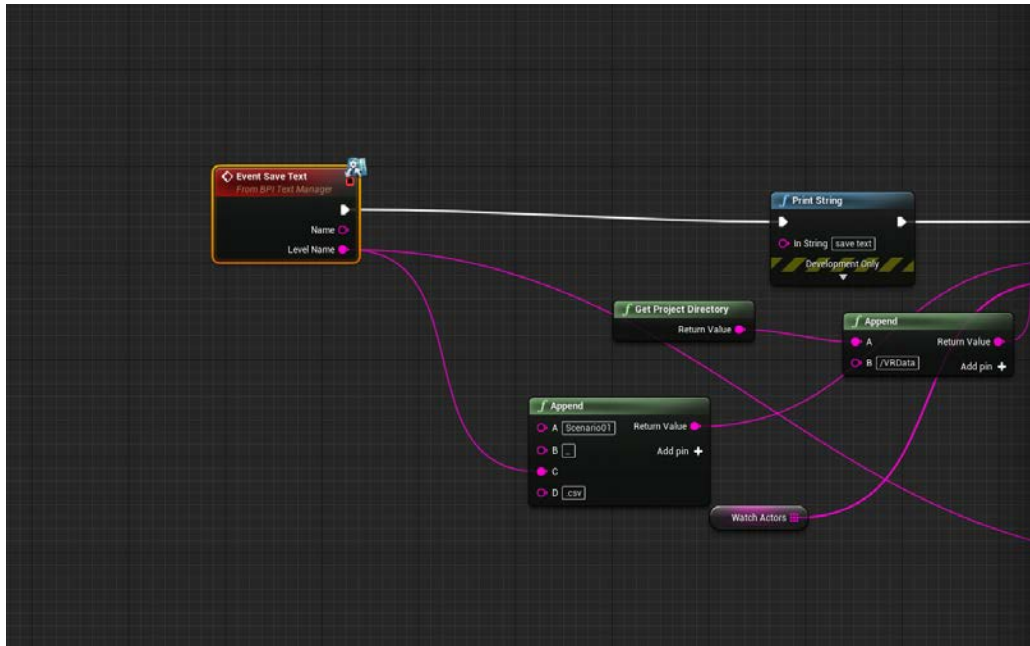 Event Save Text
From BPI Text Manager
Name
Level Name
Print String
In String save text
Development Only
Get Project Directory
Return Value
Append
A Return Value
B /VRData Add pin +
Append
A Scenario01 Return Value
B _ Add pin +
C
D .csv
Watch Actors